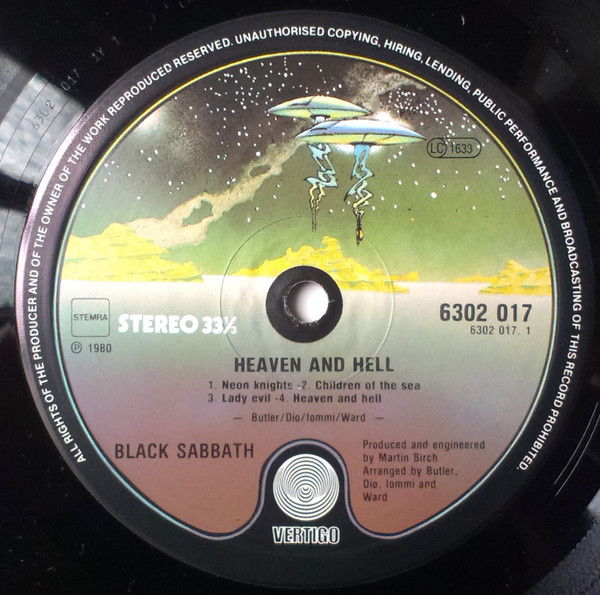 ALL RIGHTS OF THE PRODUCER AND OF THE OWNER OF THE WORK REPRODUCED RESERVED. UNAUTHORISED COPYING, HIRING, LENDING, PUBLIC PERFORMANCE AND BROADCASTING OF THIS RECORD PROHIBITED.
6302 017 1Y 1
LC 1633
STEMRA
STEREO 33⅓
6302 017
6302 017. 1
℗ 1980
HEAVEN AND HELL
1. Neon knights - 2. Children of the sea
3. Lady evil - 4. Heaven and hell
— Butler/Dio/Iommi/Ward —
BLACK SABBATH
Produced and engineered
by Martin Birch
Arranged by Butler,
Dio, Iommi and
Ward
VERTIGO